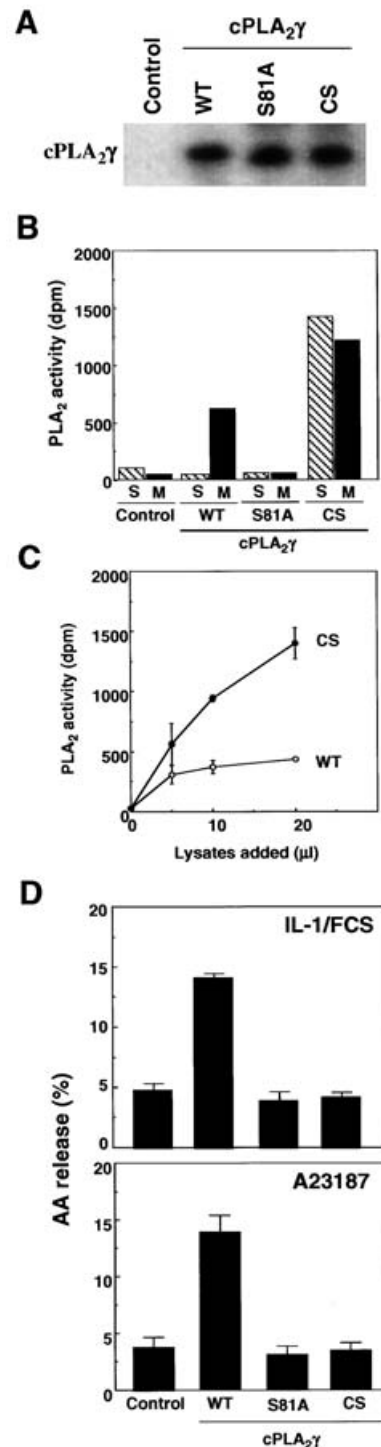 A
cPLA₂γ
Control
WT
S81A
CS
cPLA₂γ
B
2000
1500
1000
500
0
PLA₂ activity (dpm)
S M S M S M S M
Control WT S81A CS
cPLA₂γ
C
2000
1500
1000
500
0
PLA₂ activity (dpm)
CS
WT
0 10 20
Lysates added (µl)
D
20
15
10
5
0
IL-1/FCS
AA release (%)
20
15
10
5
0
A23187
Control WT S81A CS
cPLA₂γ